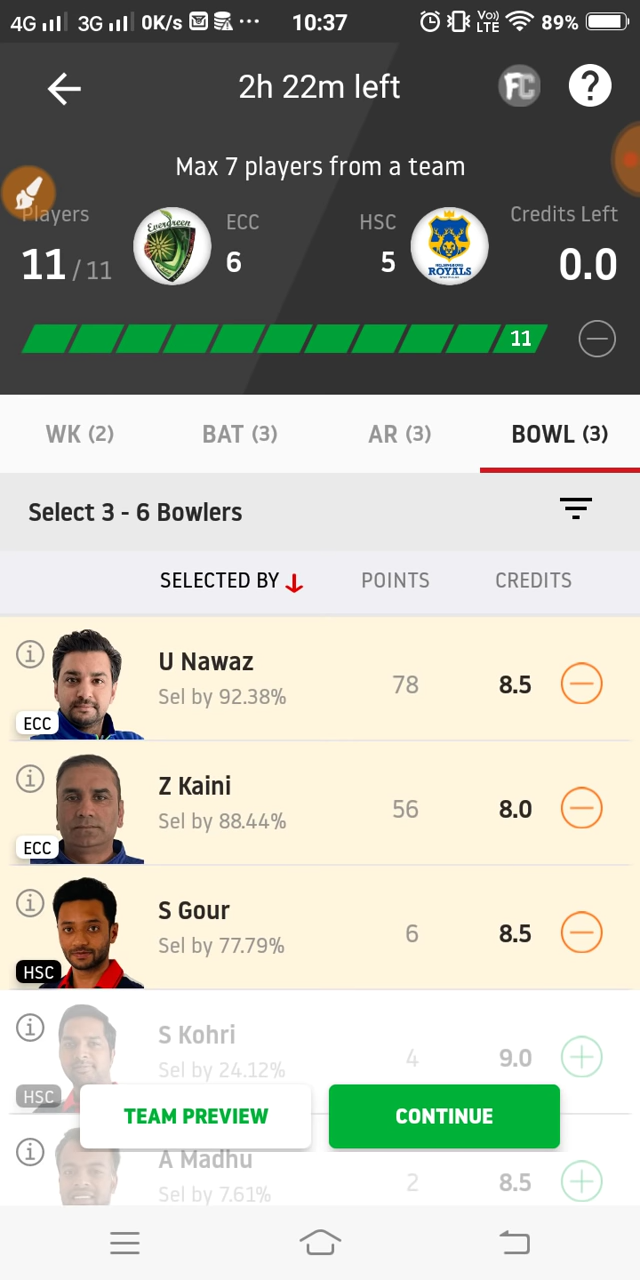 4G 3G 0K/s ... 10:37 Vo) LTE 89%
2h 22m left FC ?
Max 7 players from a team
Players ECC HSC Credits Left
11 / 11 6 5 0.0
Evergreen
ROYALS
11
WK (2) BAT (3) AR (3) BOWL (3)
Select 3 - 6 Bowlers
SELECTED BY POINTS CREDITS
U Nawaz
Sel by 92.38% 78 8.5
ECC
Z Kaini
Sel by 88.44% 56 8.0
ECC
S Gour
Sel by 77.79% 6 8.5
HSC
S Kohri
Sel by 24.12% 4 9.0
HSC
TEAM PREVIEW CONTINUE
A Madhu
Sel by 7.61% 2 8.5